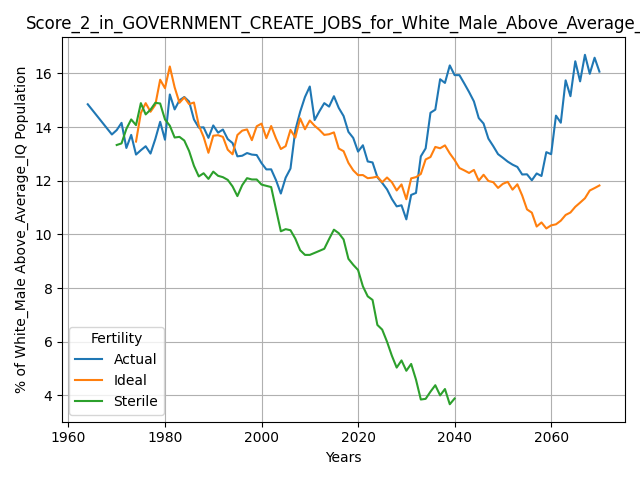 Score_2_in_GOVERNMENT_CREATE_JOBS_for_White_Male_Above_Average_
% of White_Male Above_Average_IQ Population
16
14
12
10
8
6
4
Fertility
Actual
Ideal
Sterile
1960 1980 2000 2020 2040 2060
Years